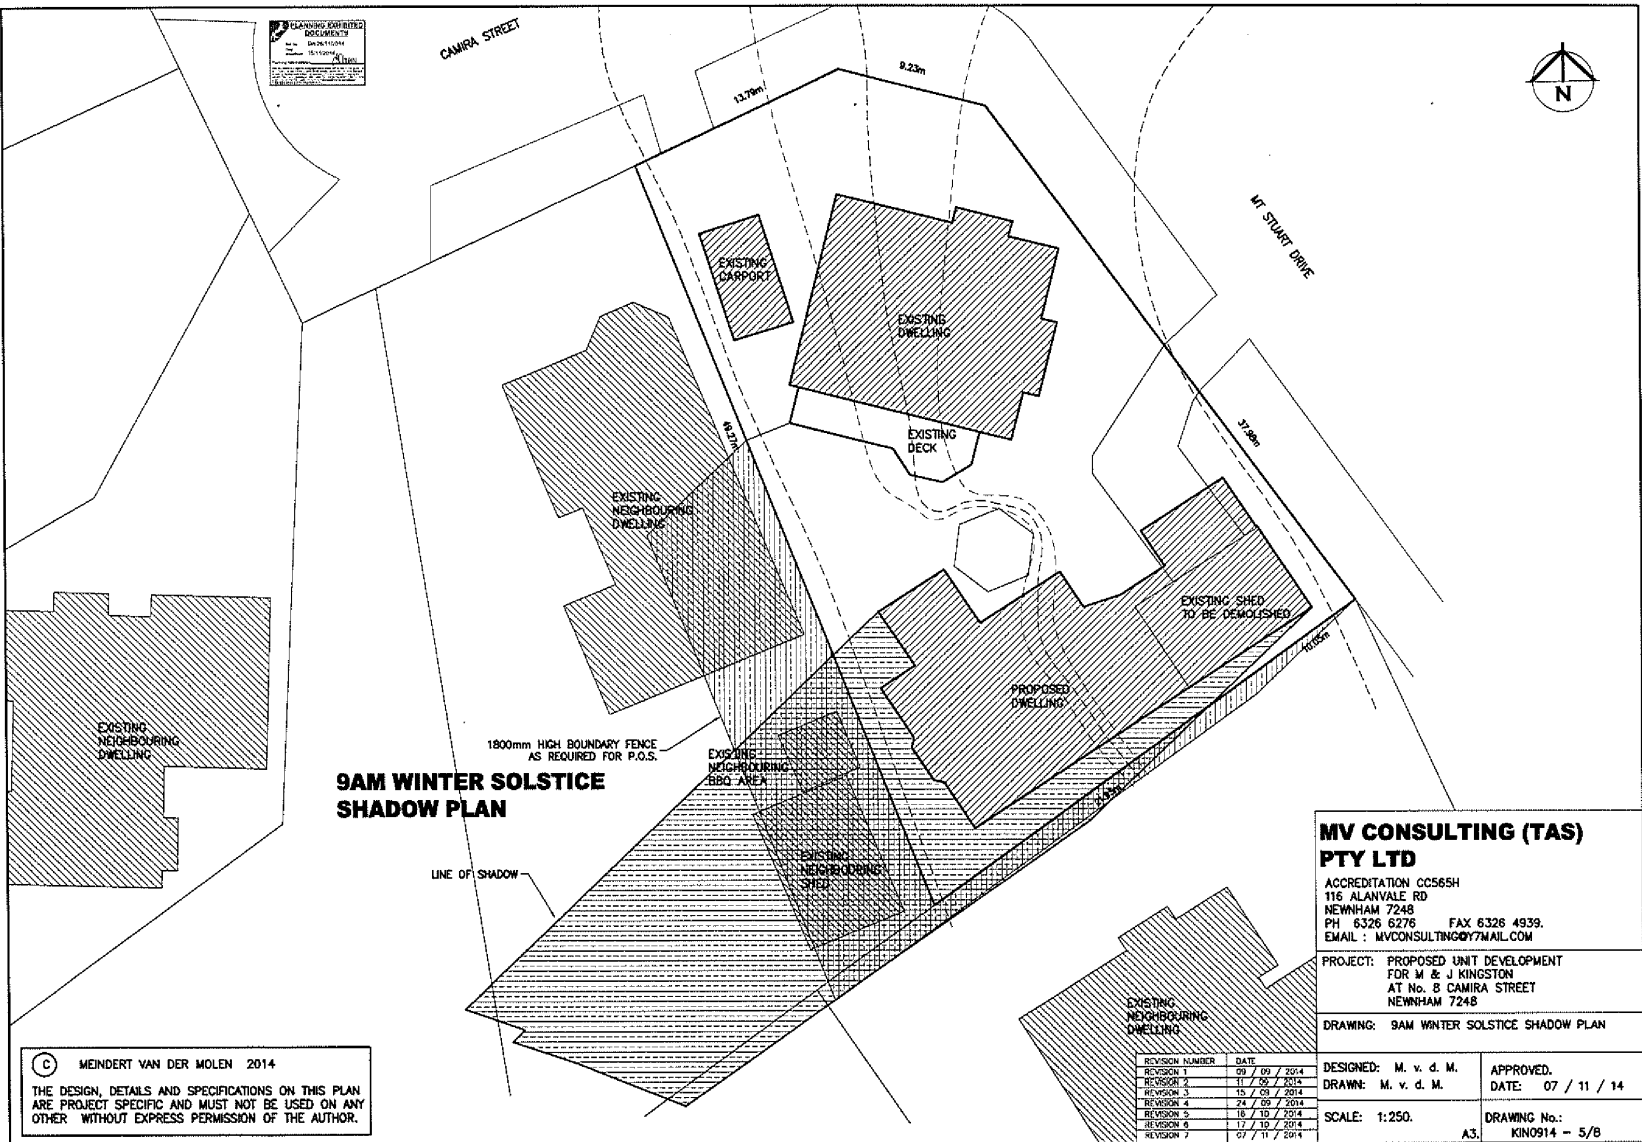 PLANNING EXHIBITED
DOCUMENTS
CAMIRA STREET
13.79m
9.23m
N
MT STUART DRIVE
EXISTING
CARPORT
EXISTING
DWELLING
EXISTING
DECK
49.27m
37.98m
EXISTING
NEIGHBOURING
DWELLING
EXISTING SHED
TO BE DEMOLISHED
10.05m
PROPOSED
DWELLING
EXISTING
NEIGHBOURING
DWELLING
1800mm HIGH BOUNDARY FENCE
AS REQUIRED FOR P.O.S.
EXISTING
NEIGHBOURING
BBQ AREA
9AM WINTER SOLSTICE
SHADOW PLAN
LINE OF SHADOW
EXISTING
NEIGHBOURING
SHED
EXISTING
NEIGHBOURING
DWELLING
MV CONSULTING (TAS)
PTY LTD
ACCREDITATION CC565H
116 ALANVALE RD
NEWNHAM 7248
PH 6326 6276 FAX 6326 4939.
EMAIL : MVCONSULTING@Y7MAIL.COM
PROJECT: PROPOSED UNIT DEVELOPMENT
FOR M & J KINGSTON
AT No. 8 CAMIRA STREET
NEWNHAM 7248
DRAWING: 9AM WINTER SOLSTICE SHADOW PLAN
DESIGNED: M. v. d. M.
DRAWN: M. v. d. M.
APPROVED.
DATE: 07 / 11 / 14
SCALE: 1:250.
A3.
DRAWING No.:
KIN0914 - 5/8
REVISION NUMBER DATE
REVISION 1 09 / 09 / 2014
REVISION 2 11 / 09 / 2014
REVISION 3 15 / 09 / 2014
REVISION 4 24 / 09 / 2014
REVISION 5 16 / 10 / 2014
REVISION 6 17 / 10 / 2014
REVISION 7 07 / 11 / 2014
C MEINDERT VAN DER MOLEN 2014
THE DESIGN, DETAILS AND SPECIFICATIONS ON THIS PLAN
ARE PROJECT SPECIFIC AND MUST NOT BE USED ON ANY
OTHER WITHOUT EXPRESS PERMISSION OF THE AUTHOR.